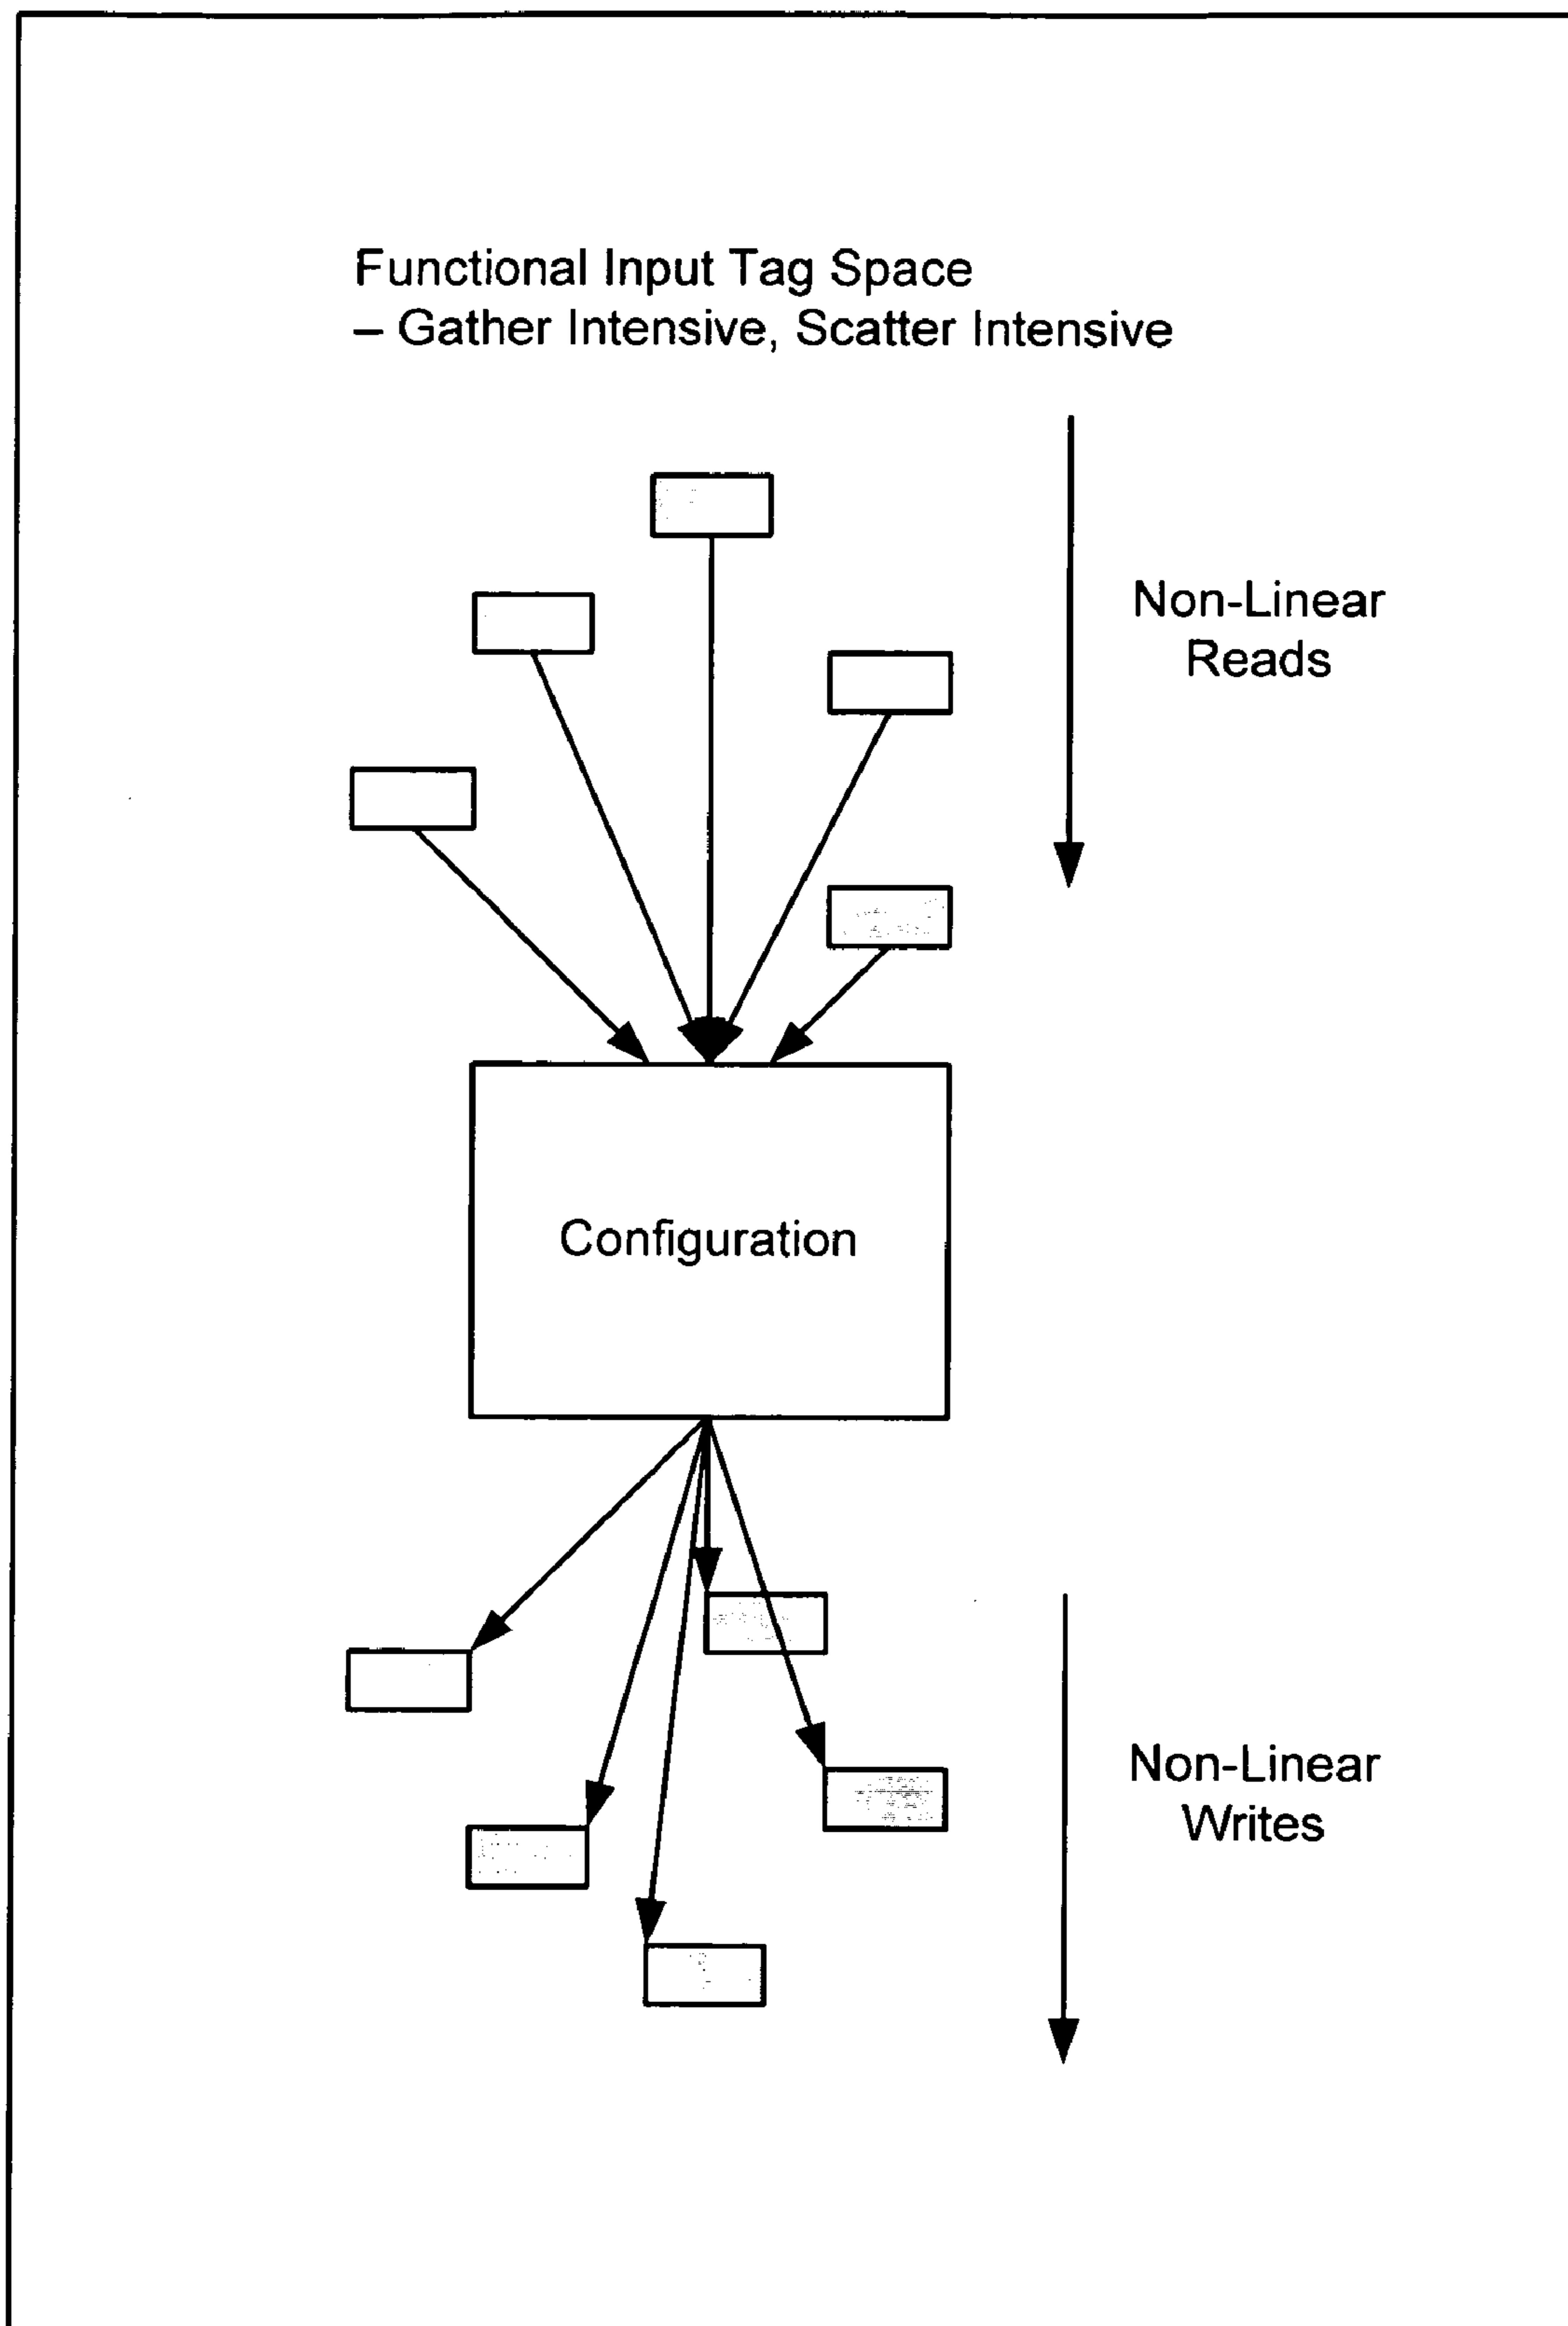 Functional Input Tag Space
– Gather Intensive, Scatter Intensive
Non-Linear
Reads
Configuration
Non-Linear
Writes